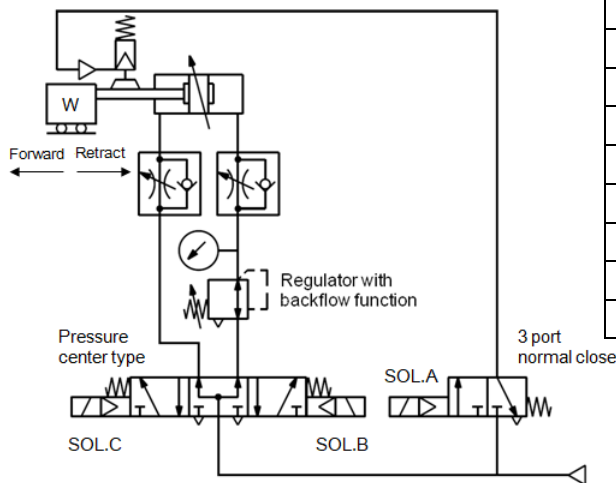 W
Forward Retract
Regulator with
backflow function
Pressure
center type
3 port
normal close
SOL.A
SOL.C
SOL.B